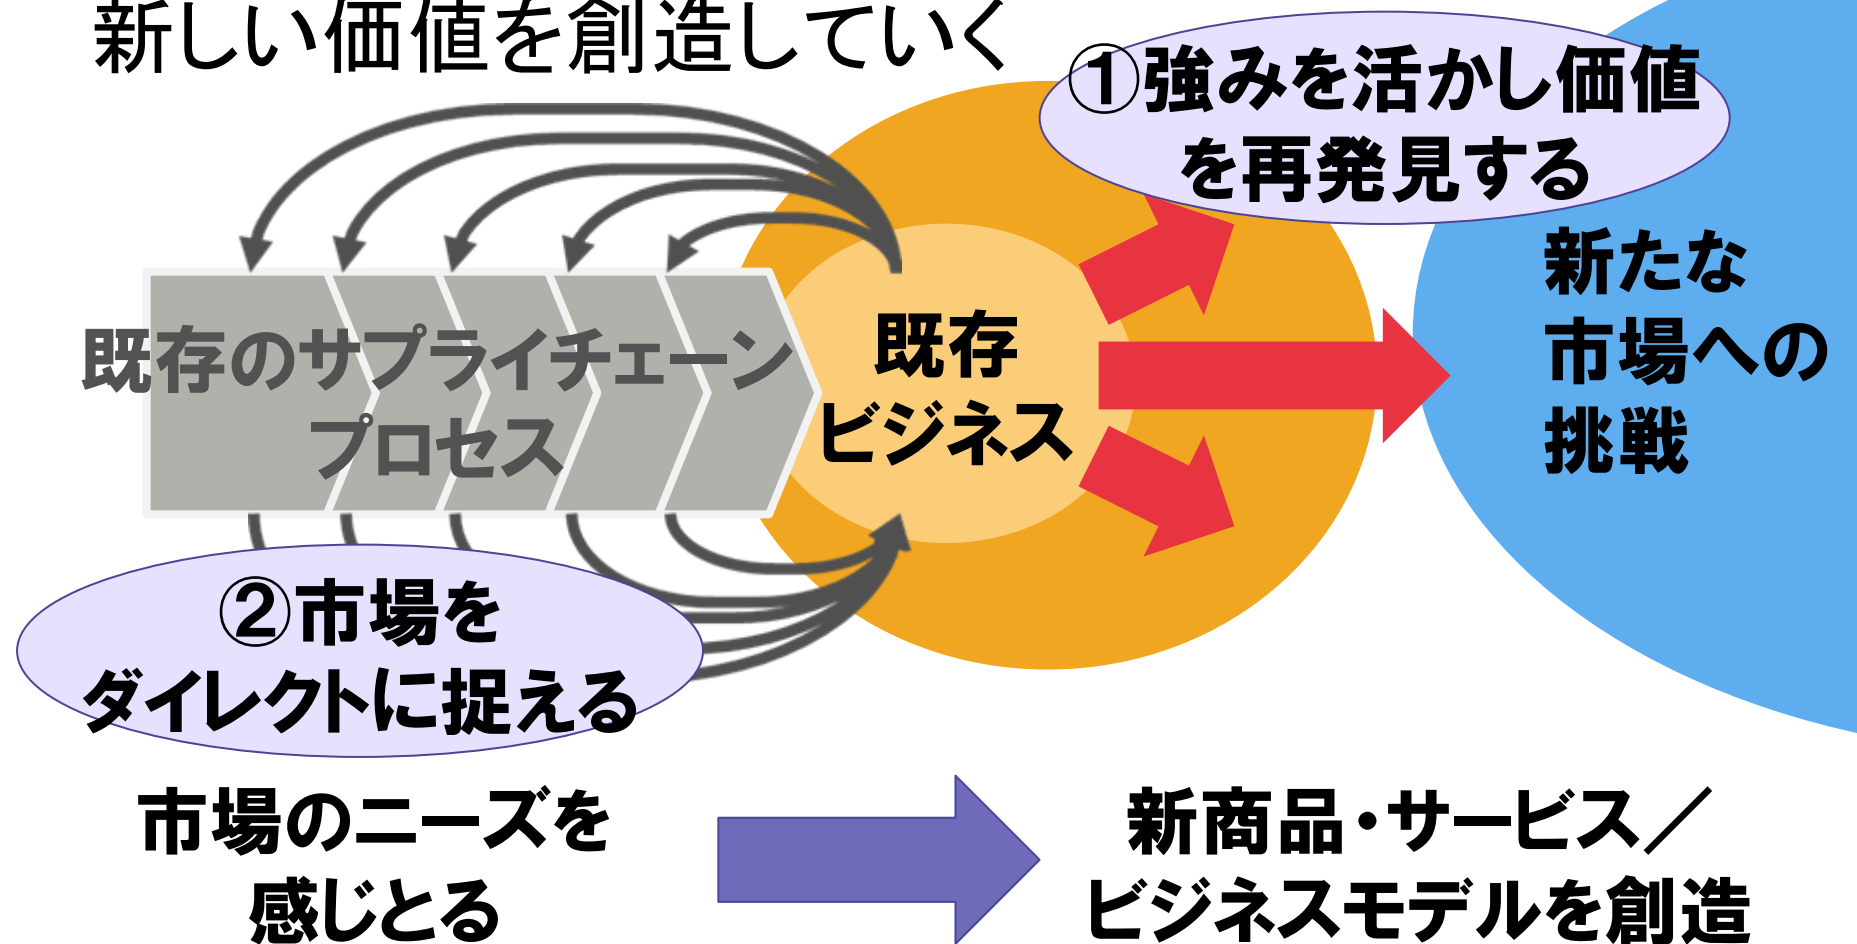 新しい価値を創造していく
①強みを活かし価値
を再発見する
新たな
市場への
挑戦
既存のサプライチェーン
プロセス
既存
ビジネス
②市場を
ダイレクトに捉える
市場のニーズを
感じとる
新商品・サービス／
ビジネスモデルを創造